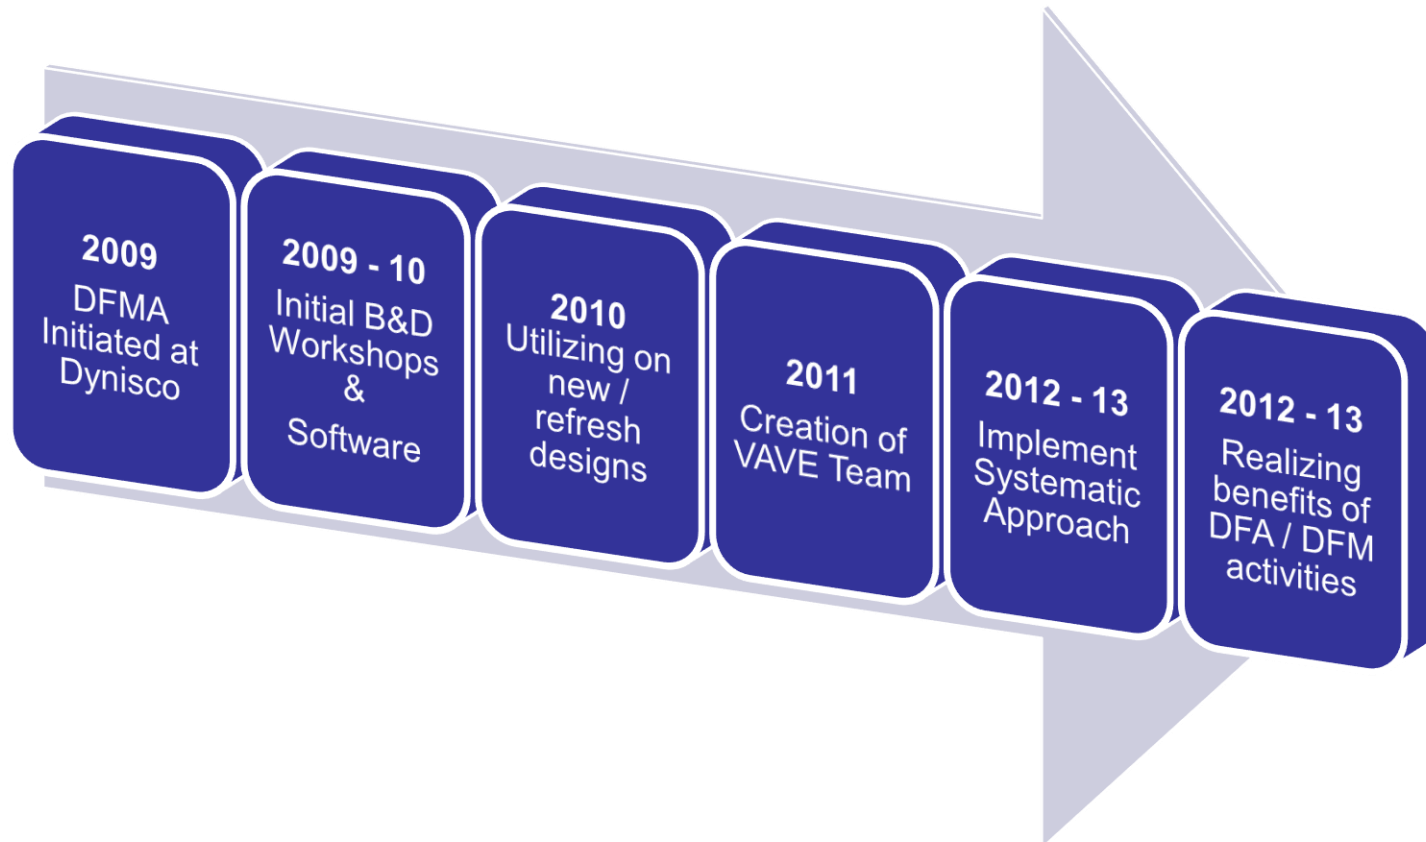 2009
DFMA
Initiated at
Dynisco
2009 - 10
Initial B&D
Workshops
&
Software
2010
Utilizing on
new /
refresh
designs
2011
Creation of
VAVE Team
2012 - 13
Implement
Systematic
Approach
2012 - 13
Realizing
benefits of
DFA / DFM
activities